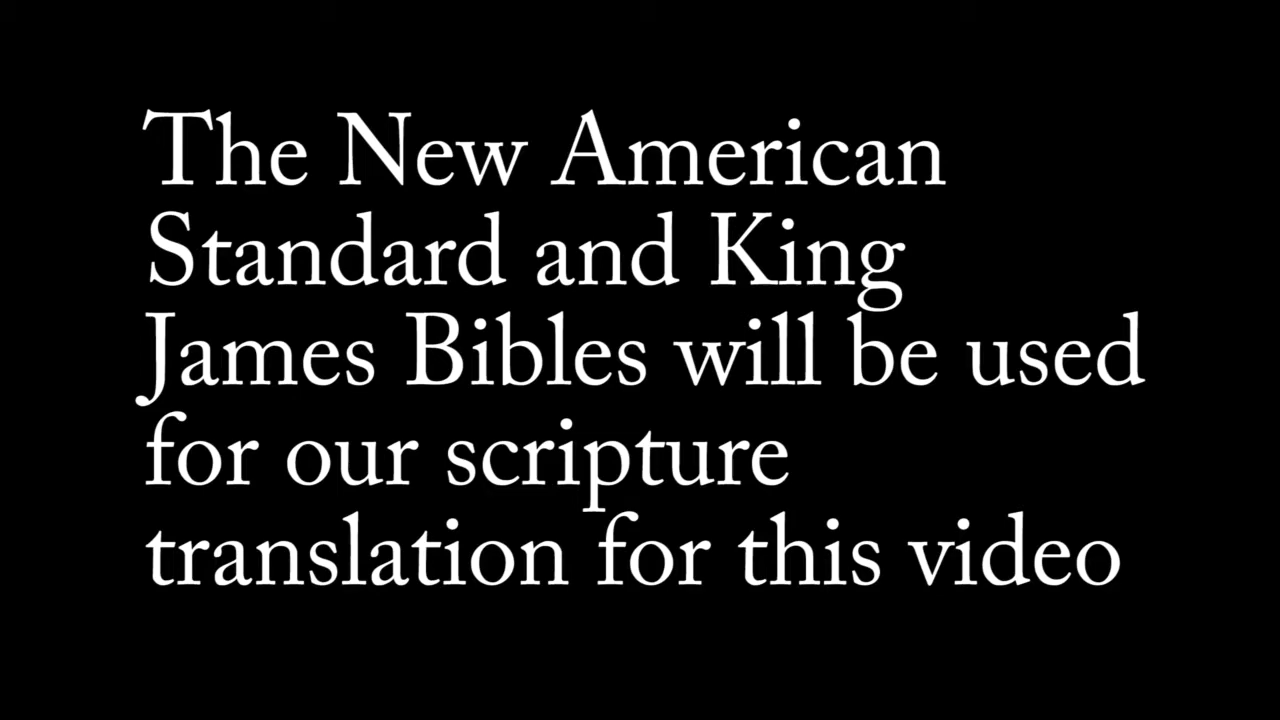 The New American
Standard and King
James Bibles will be used
for our scripture
translation for this video